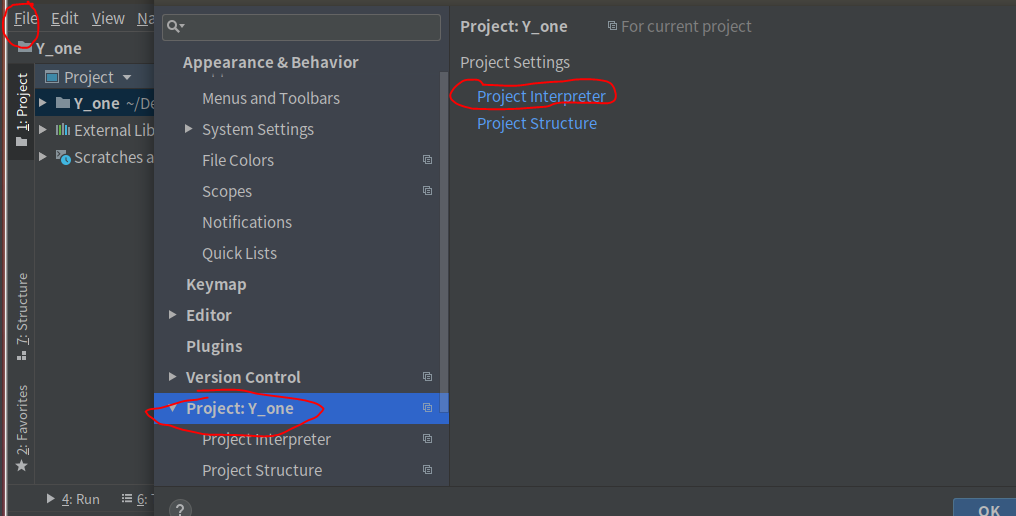 File Edit View Na
Y_one
1: Project
Project
Y_one ~/De
External Lib
Scratches a
7: Structure
2: Favorites
4: Run 6:
Appearance & Behavior
Menus and Toolbars
System Settings
File Colors
Scopes
Notifications
Quick Lists
Keymap
Editor
Plugins
Version Control
Project: Y_one
Project Interpreter
Project Structure
?
Project: Y_one For current project
Project Settings
Project Interpreter
Project Structure
OK